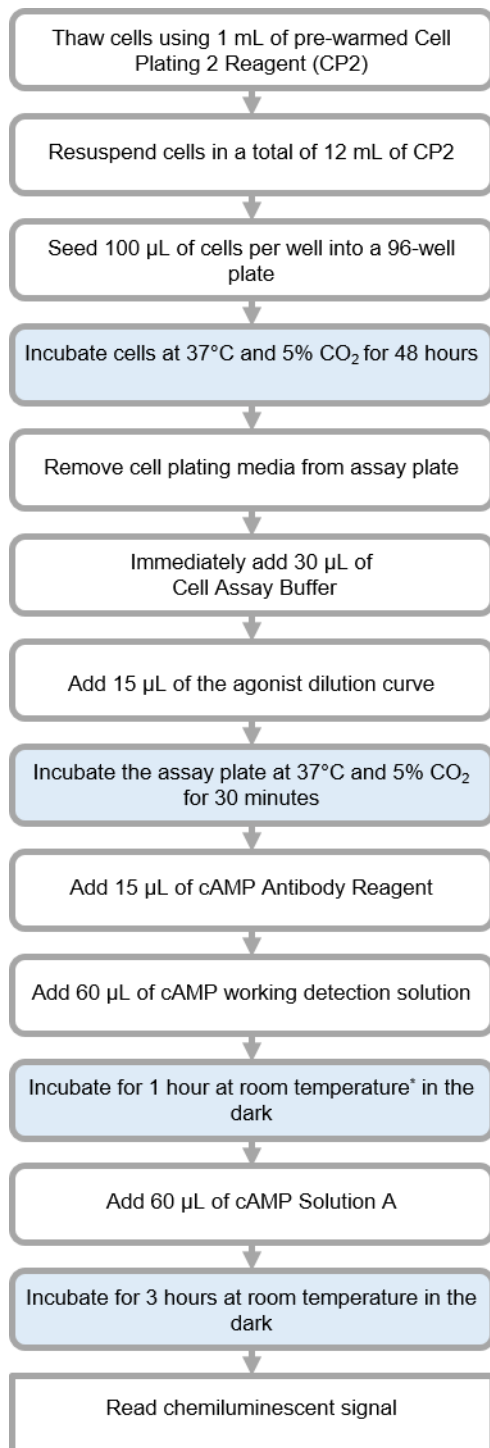 Thaw cells using 1 mL of pre-warmed Cell
Plating 2 Reagent (CP2)
Resuspend cells in a total of 12 mL of CP2
Seed 100 µL of cells per well into a 96-well
plate
Incubate cells at 37°C and 5% CO₂ for 48 hours
Remove cell plating media from assay plate
Immediately add 30 µL of
Cell Assay Buffer
Add 15 µL of the agonist dilution curve
Incubate the assay plate at 37°C and 5% CO₂
for 30 minutes
Add 15 µL of cAMP Antibody Reagent
Add 60 µL of cAMP working detection solution
Incubate for 1 hour at room temperature* in the
dark
Add 60 µL of cAMP Solution A
Incubate for 3 hours at room temperature in the
dark
Read chemiluminescent signal